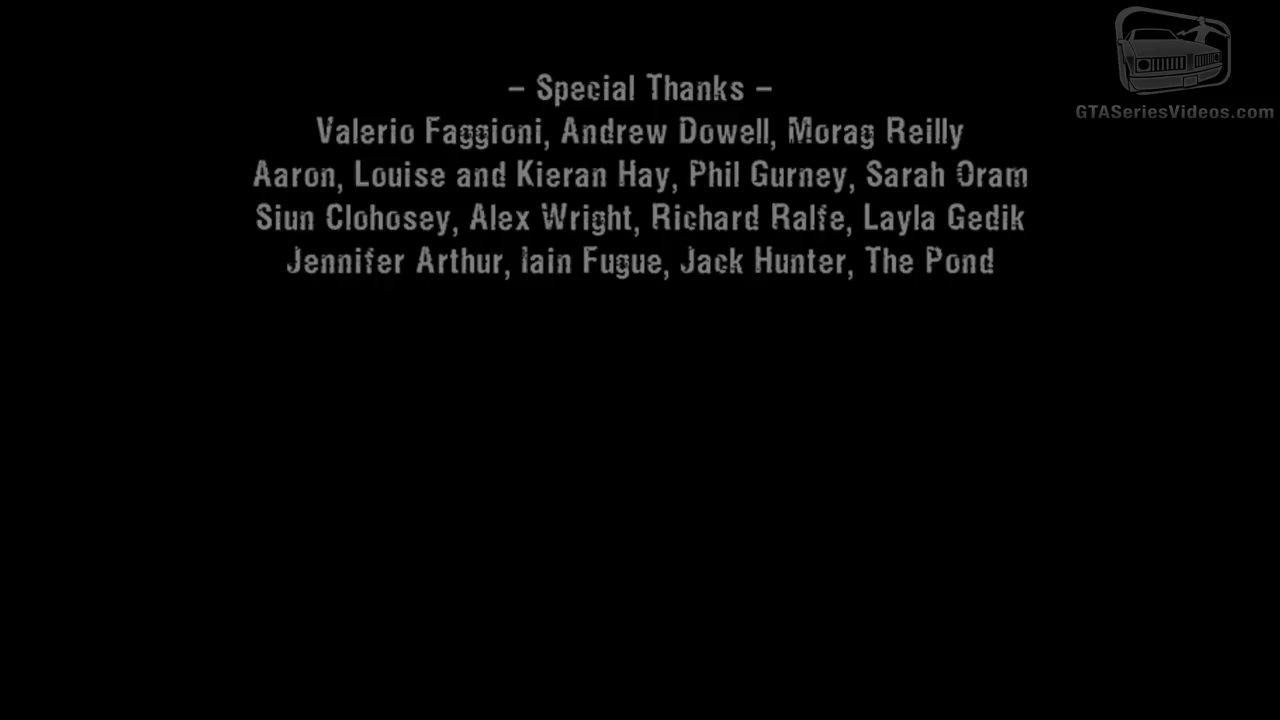 – Special Thanks –
Valerio Faggioni, Andrew Dowell, Morag Reilly
Aaron, Louise and Kieran Hay, Phil Gurney, Sarah Oram
Siun Clohosey, Alex Wright, Richard Ralfe, Layla Gedik
Jennifer Arthur, Iain Fugue, Jack Hunter, The Pond
GTASeriesVideos.com